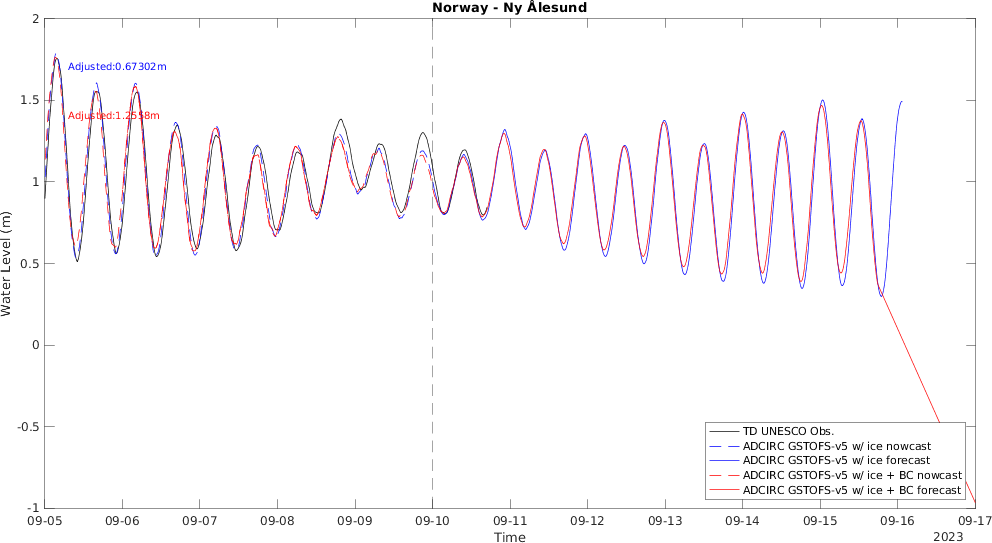 Norway - Ny Ålesund
2
1.5
1
0.5
0
-0.5
-1
Water Level (m)
Adjusted:0.67302m
Adjusted:1.2558m
TD UNESCO Obs.
ADCIRC GSTOFS-v5 w/ ice nowcast
ADCIRC GSTOFS-v5 w/ ice forecast
ADCIRC GSTOFS-v5 w/ ice + BC nowcast
ADCIRC GSTOFS-v5 w/ ice + BC forecast
09-05 09-06 09-07 09-08 09-09 09-10 09-11 09-12 09-13 09-14 09-15 09-16 09-17
Time
2023